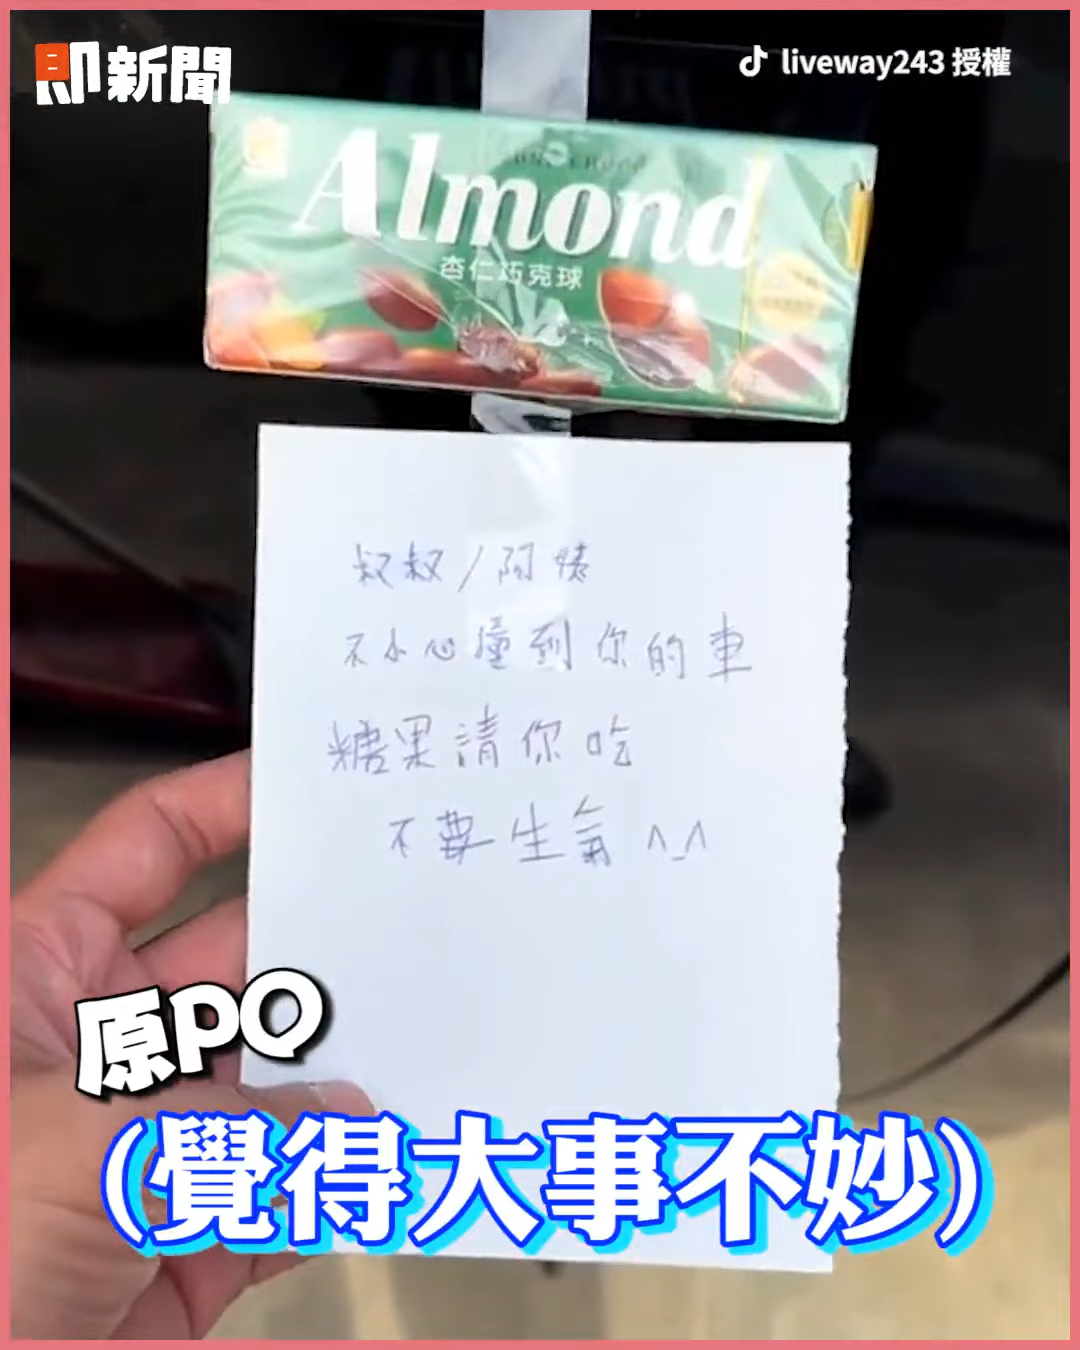 即新聞
liveway243 授權
Almond
杏仁巧克球
叔叔/阿姨
不小心撞到你的車
糖果請你吃
不要生氣^_^
原PO
(覺得大事不妙)